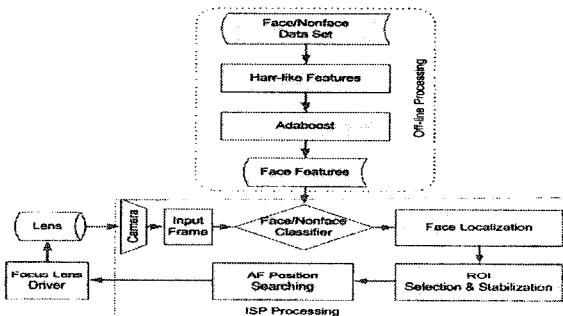 Face/Nonface
Data Set
Harr-like Features
Adaboost
Face Features
Off-line Processing
Lens
Camera
Input
Frame
Face/Nonface
Classifier
Face Localization
Focus Lens
Driver
AF Position
Searching
ROI
Selection & Stabilization
ISP Processing